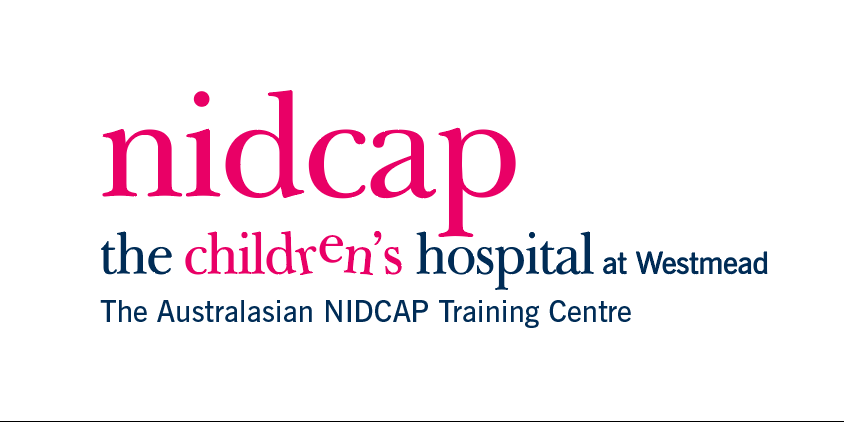 nidcap
the children's hospital at Westmead
The Australasian NIDCAP Training Centre